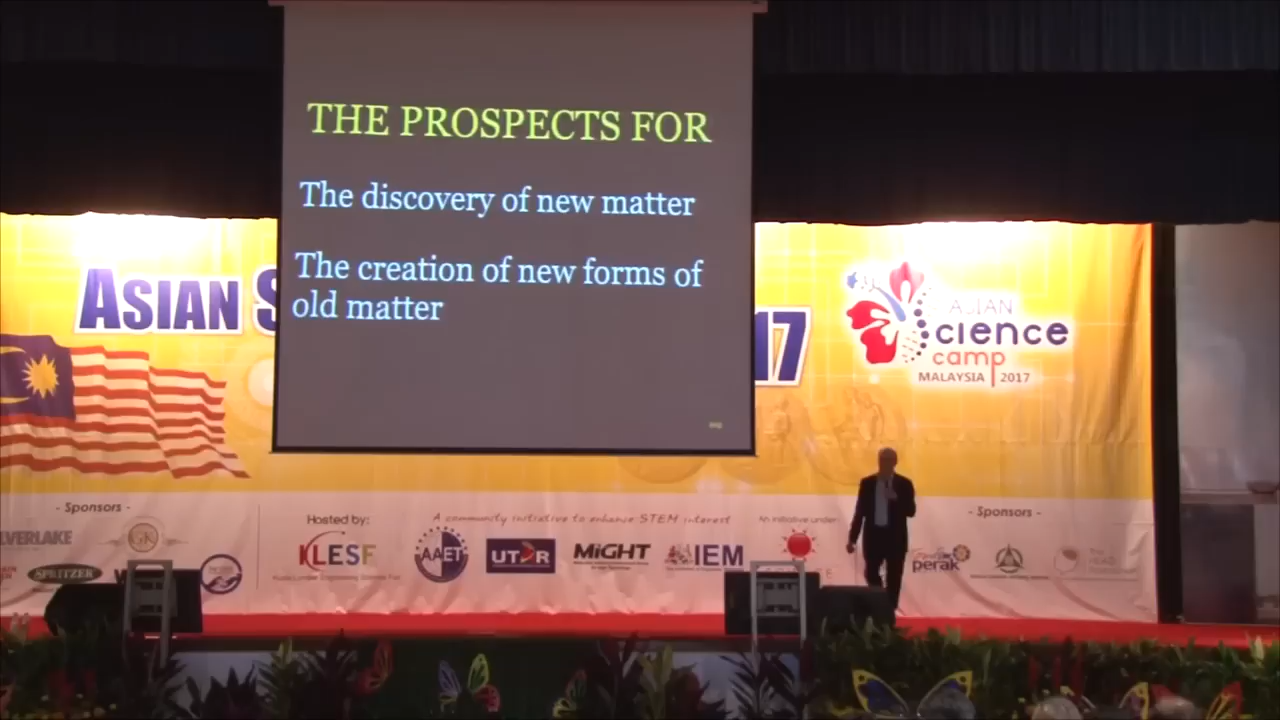 THE PROSPECTS FOR
The discovery of new matter
The creation of new forms of
old matter
ASIAN S
17
ASIAN
cience
camp
MALAYSIA 2017
- Sponsors -
Hosted by:
A community initiative to enhance STEM interest
An initiative under
- Sponsors -
VERLAKE
GK
SPRITZER
KLESF
AAET
UTAR
MiGHT
IEM
perak